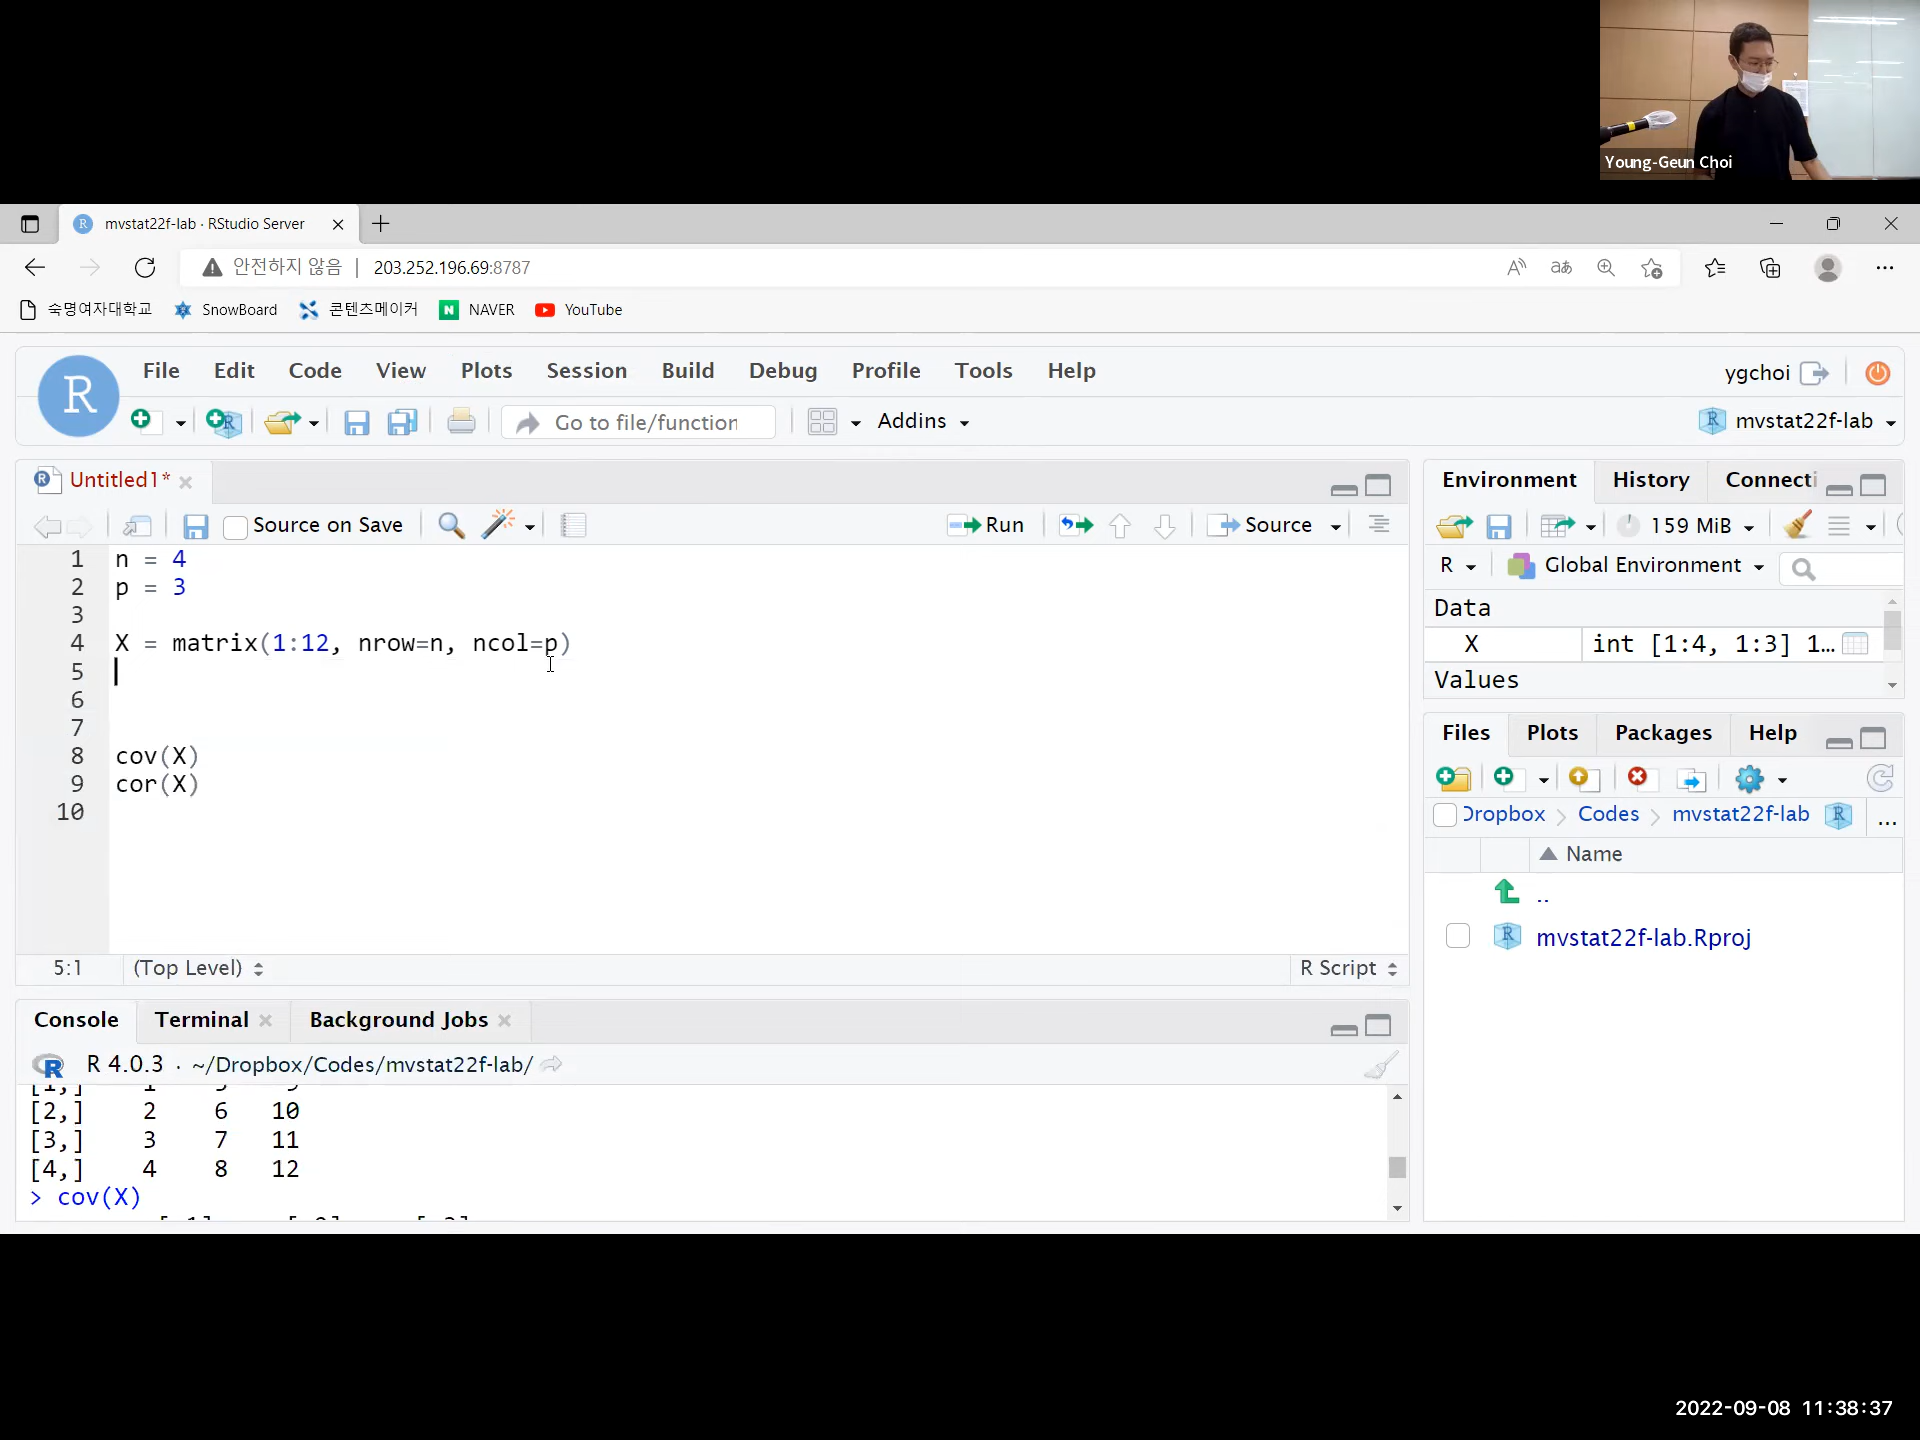 Young-Geun Choi
mvstat22f-lab · RStudio Server
안전하지 않음 | 203.252.196.69:8787
숙명여자대학교 SnowBoard 콘텐츠메이커 NAVER YouTube
File Edit Code View Plots Session Build Debug Profile Tools Help
ygchoi
Go to file/function Addins
mvstat22f-lab
Untitled1*
Source on Save Run Source
1 n = 4
2 p = 3
3
4 X = matrix(1:12, nrow=n, ncol=p)
5
6
7
8 cov(X)
9 cor(X)
10
5:1 (Top Level) R Script
Console Terminal Background Jobs
R 4.0.3 · ~/Dropbox/Codes/mvstat22f-lab/
[2,] 2 6 10
[3,] 3 7 11
[4,] 4 8 12
> cov(X)
Environment History Connecti
159 MiB
R Global Environment
Data
X int [1:4, 1:3] 1…
Values
Files Plots Packages Help
Dropbox Codes mvstat22f-lab ...
Name
..
mvstat22f-lab.Rproj
2022-09-08 11:38:37